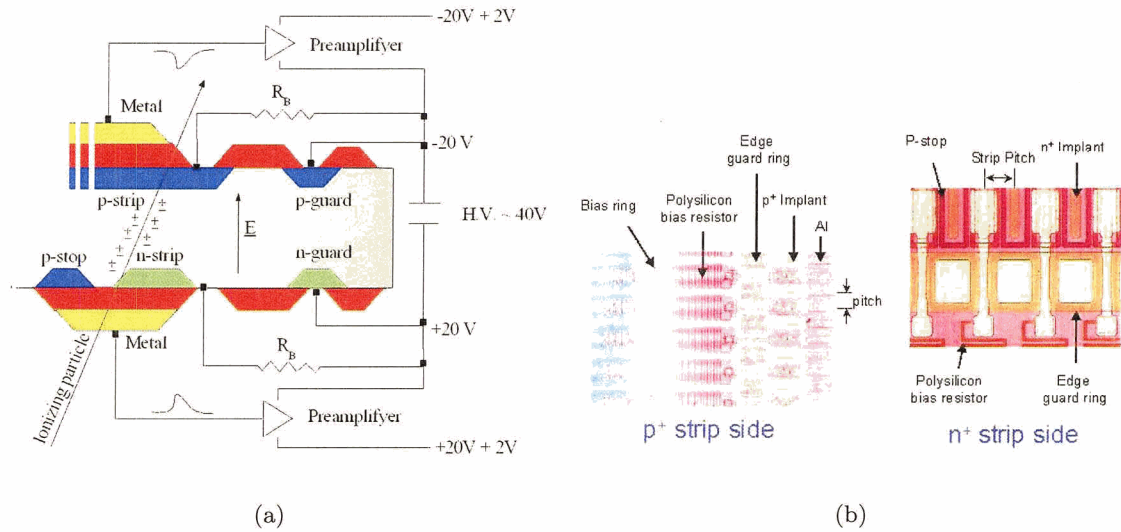 -20V + 2V
Preamplifyer
Metal
R_B
-20 V
p-strip
p-guard
E
H.V. ~ 40V
p-stop
n-strip
n-guard
+20 V
Metal
R_B
Ionizing particle
Preamplifyer
+20V + 2V
(a)
Edge
guard ring
Polysilicon
bias resistor
p+ Implant
Bias ring
Al
pitch
p+ strip side
P-stop
Strip Pitch
n+ Implant
Polysilicon
bias resistor
Edge
guard ring
n+ strip side
(b)